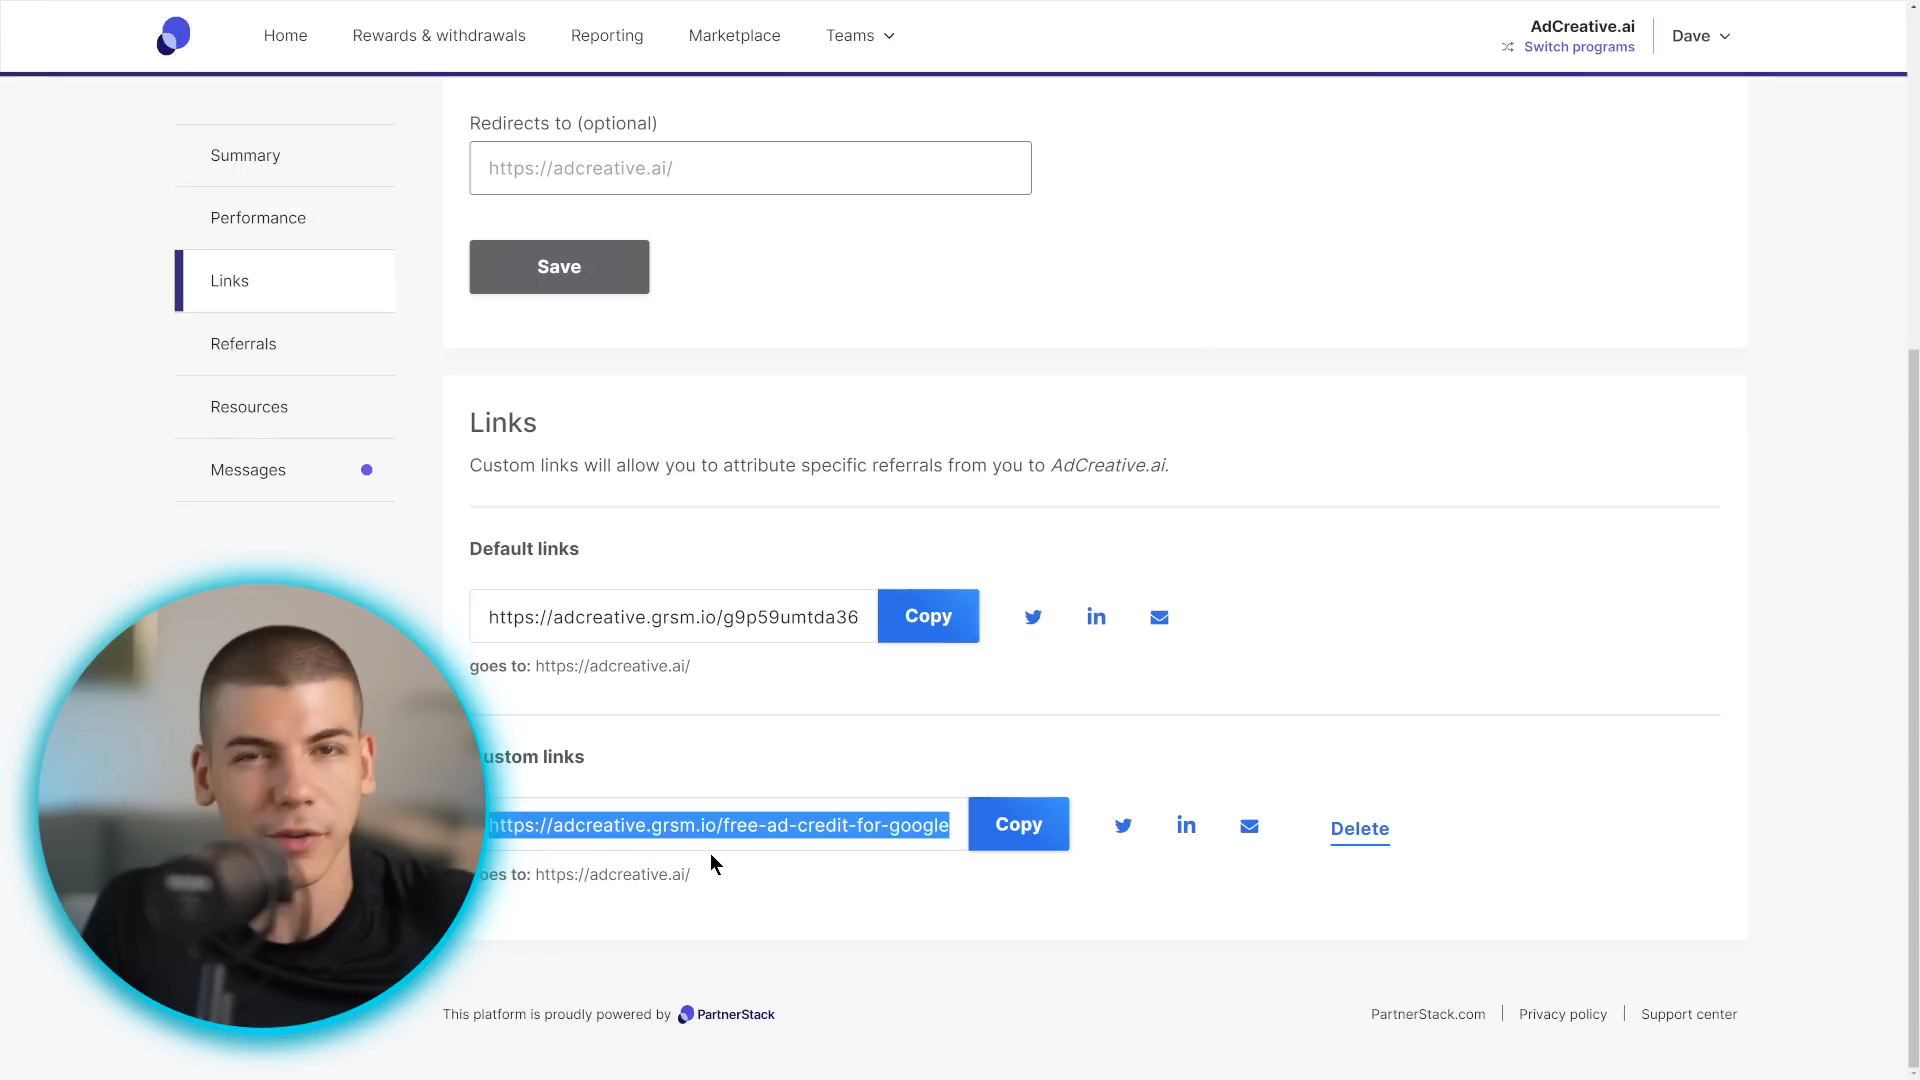 Home
Rewards & withdrawals
Reporting
Marketplace
Teams
AdCreative.ai
Switch programs
Dave
Summary
Performance
Links
Referrals
Resources
Messages
Redirects to (optional)
https://adcreative.ai/
Save
Links
Custom links will allow you to attribute specific referrals from you to AdCreative.ai.
Default links
https://adcreative.grsm.io/g9p59umtda36
Copy
goes to: https://adcreative.ai/
ustom links
https://adcreative.grsm.io/free-ad-credit-for-google
Copy
Delete
oes to: https://adcreative.ai/
This platform is proudly powered by PartnerStack
PartnerStack.com
Privacy policy
Support center